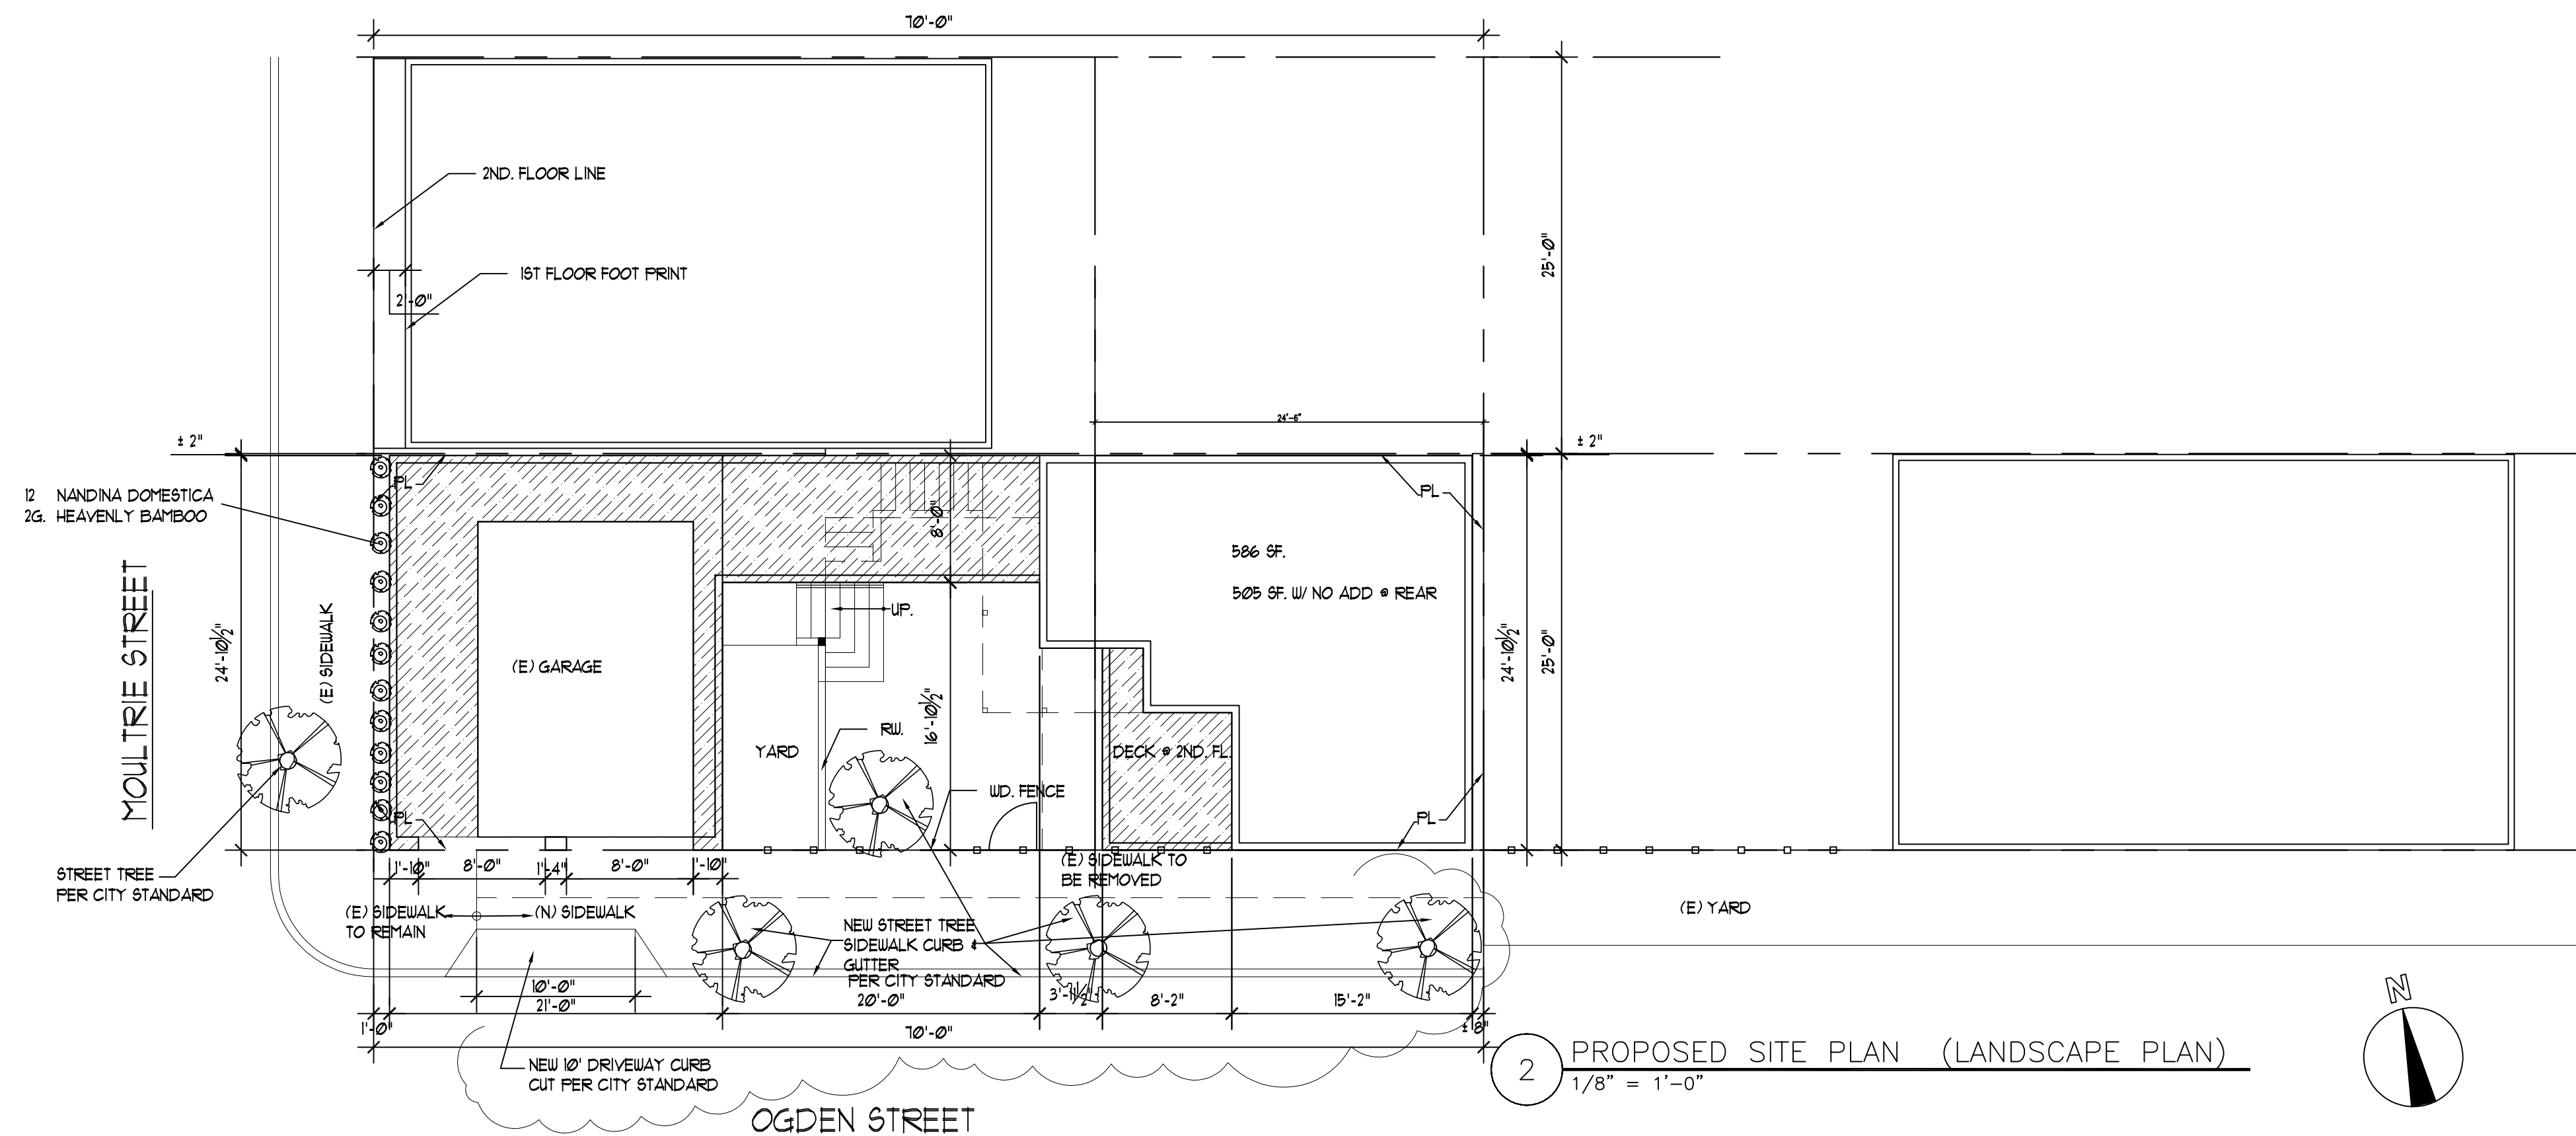 70'-0"
2ND. FLOOR LINE
1ST FLOOR FOOT PRINT
2'-0"
25'-0"
24'-6"
± 2"
± 2"
PL
PL
12 NANDINA DOMESTICA
2G. HEAVENLY BAMBOO
8'-0"
586 SF.
505 SF. W/ NO ADD @ REAR
MOULTRIE STREET
24'-10½"
(E) SIDEWALK
(E) GARAGE
UP.
24'-10½"
25'-0"
16'-10½"
R.W.
YARD
DECK @ 2ND. FL.
WD. FENCE
PL
PL
STREET TREE
PER CITY STANDARD
1'-10"
8'-0"
1'-4"
8'-0"
1'-10"
(E) SIDEWALK TO
BE REMOVED
(E) SIDEWALK
TO REMAIN
(N) SIDEWALK
NEW STREET TREE
SIDEWALK CURB &
GUTTER
PER CITY STANDARD
(E) YARD
10'-0"
21'-0"
20'-0"
3'-11½"
8'-2"
15'-2"
1'-0"
70'-0"
± 8"
NEW 10' DRIVEWAY CURB
CUT PER CITY STANDARD
OGDEN STREET
2
PROPOSED SITE PLAN (LANDSCAPE PLAN)
1/8" = 1'-0"
N